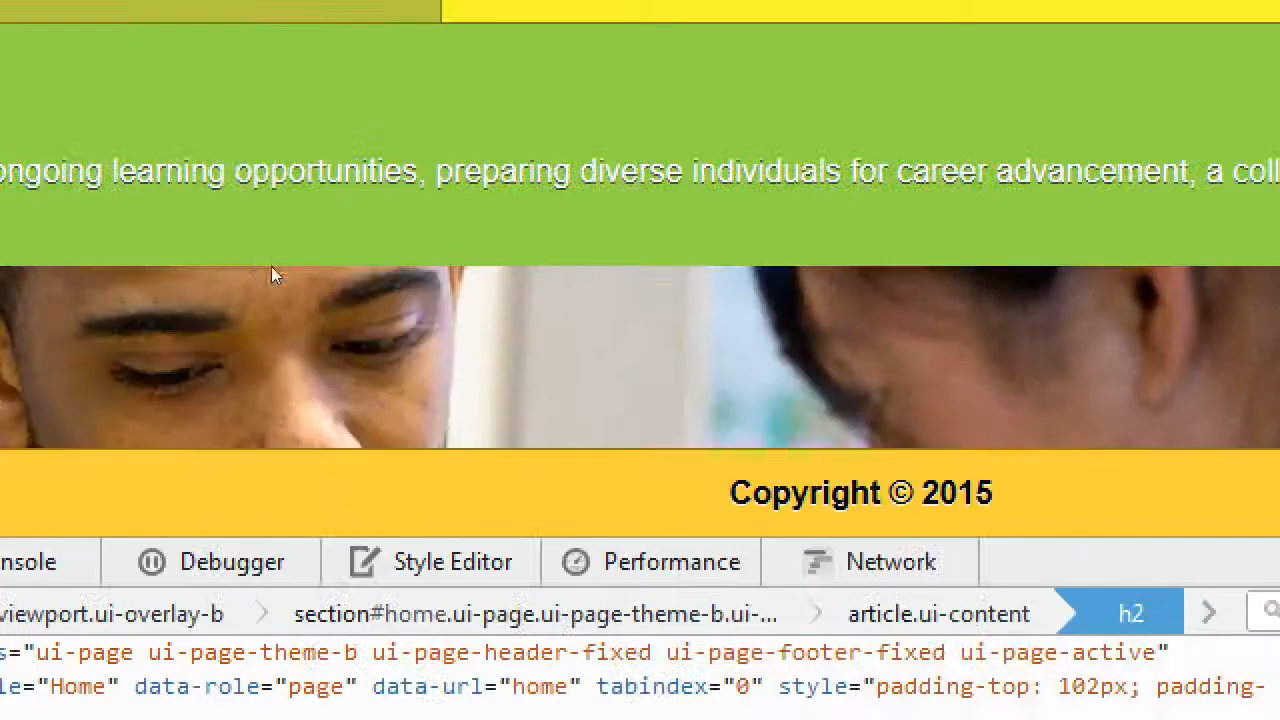 ongoing learning opportunities, preparing diverse individuals for career advancement, a coll
Copyright © 2015
nsole Debugger Style Editor Performance Network
viewport.ui-overlay-b section#home.ui-page.ui-page-theme-b.ui-... article.ui-content h2
s="ui-page ui-page-theme-b ui-page-header-fixed ui-page-footer-fixed ui-page-active"
le="Home" data-role="page" data-url="home" tabindex="0" style="padding-top: 102px; padding-